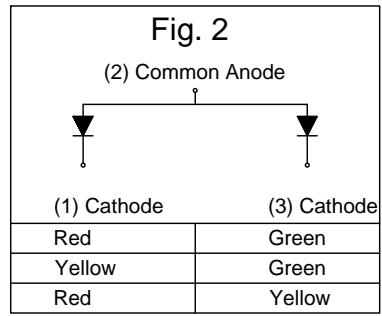 Fig. 2
(2) Common Anode
(1) Cathode (3) Cathode
Red Green
Yellow Green
Red Yellow